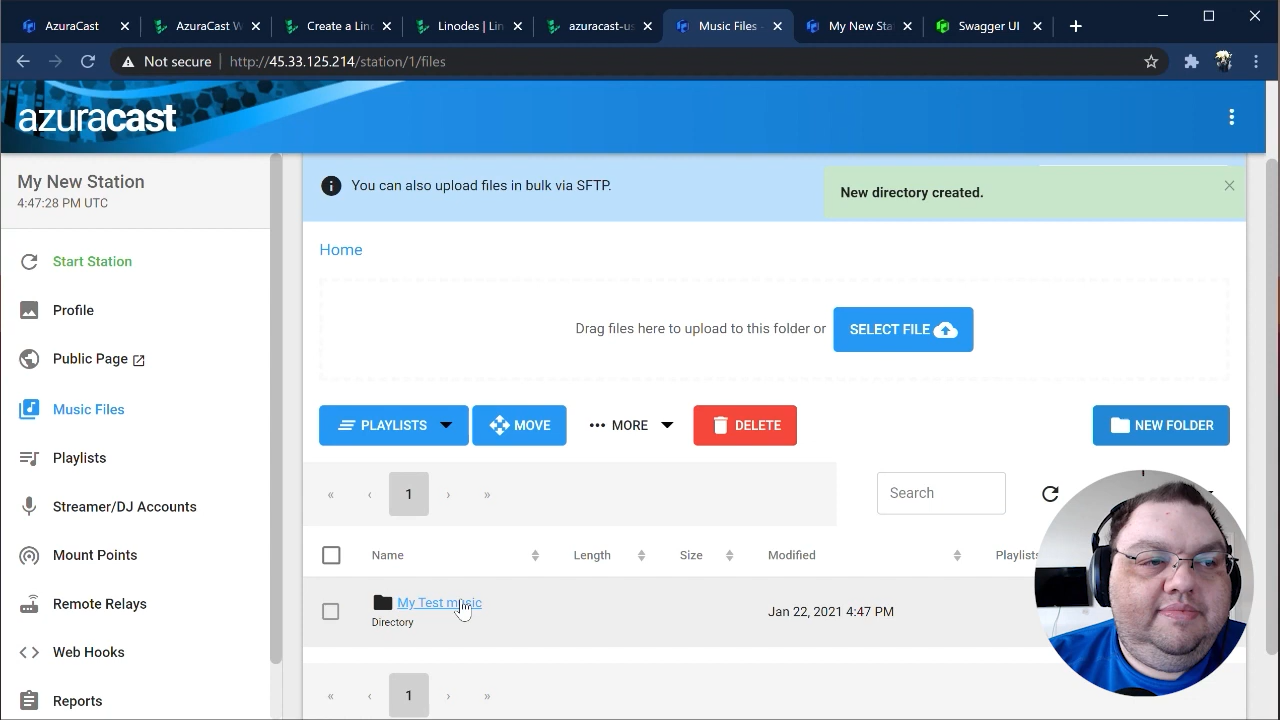 AzuraCast
AzuraCast W
Create a Lin
Linodes | Lin
azuracast-us
Music Files -
My New Sta
Swagger UI
Not secure
http://45.33.125.214/station/1/files
azuracast
My New Station
4:47:28 PM UTC
You can also upload files in bulk via SFTP.
New directory created.
Start Station
Home
Profile
Drag files here to upload to this folder or
SELECT FILE
Public Page
Music Files
PLAYLISTS
MOVE
MORE
DELETE
NEW FOLDER
Playlists
« ‹ 1 › »
Search
Streamer/DJ Accounts
Mount Points
Name
Length
Size
Modified
Playlists
Remote Relays
My Test music
Directory
Jan 22, 2021 4:47 PM
Web Hooks
Reports
« ‹ 1 › »